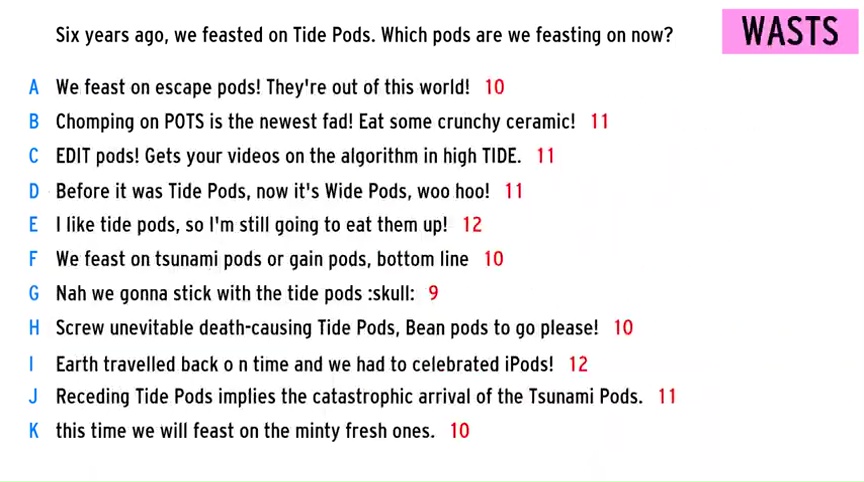 Six years ago, we feasted on Tide Pods. Which pods are we feasting on now?
WASTS
A We feast on escape pods! They're out of this world! 10
B Chomping on POTS is the newest fad! Eat some crunchy ceramic! 11
C EDIT pods! Gets your videos on the algorithm in high TIDE. 11
D Before it was Tide Pods, now it's Wide Pods, woo hoo! 11
E I like tide pods, so I'm still going to eat them up! 12
F We feast on tsunami pods or gain pods, bottom line 10
G Nah we gonna stick with the tide pods :skull: 9
H Screw unevitable death-causing Tide Pods, Bean pods to go please! 10
I Earth travelled back o n time and we had to celebrated iPods! 12
J Receding Tide Pods implies the catastrophic arrival of the Tsunami Pods. 11
K this time we will feast on the minty fresh ones. 10